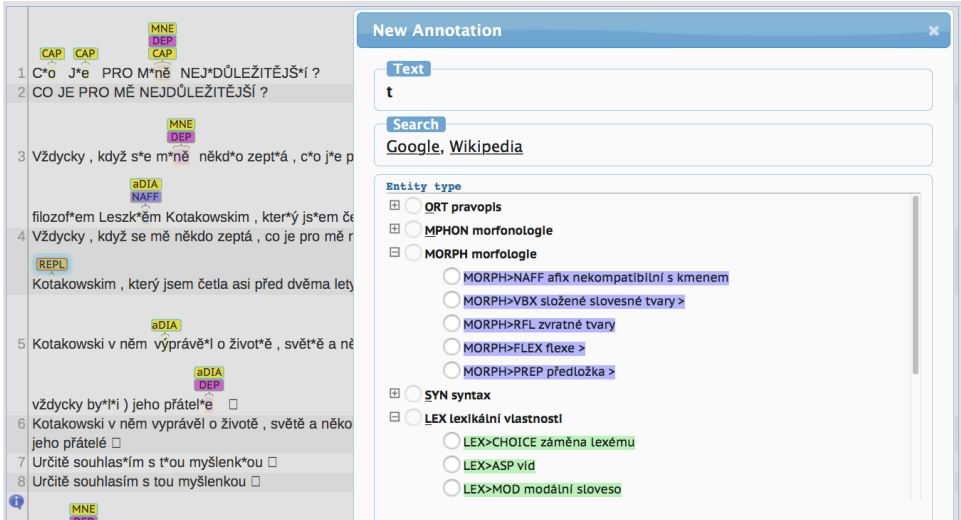 MNE
DEP
CAP CAP CAP
1 C*o J*e PRO M*ně NEJ*DŮLEŽITĚJŠ*í ?
2 CO JE PRO MĚ NEJDŮLEŽITĚJŠÍ ?
MNE
DEP
3 Vždycky , když s*e m*ně někd*o zept*á , c*o j*e p
aDIA
NAFF
filozof*em Leszk*ěm Kotakowskim , kter*ý js*em če
4 Vždycky , když se mě někdo zeptá , co je pro mě r
REPL
Kotakowskim , který jsem četla asi před dvěma lety
aDIA
5 Kotakowski v něm výprávě*l o život*ě , svět*ě a ně
aDIA
DEP
vždycky by*l*i ) jeho přátel*e □
6 Kotakowski v něm vyprávěl o životě , světě a něko
jeho přátelé □
7 Určitě souhlas*ím s t*ou myšlenk*ou □
8 Určitě souhlasím s tou myšlenkou □
MNE
DEP
New Annotation
Text
t
Search
Google, Wikipedia
Entity type
ORT pravopis
MPHON morfonologie
MORPH morfologie
MORPH>NAFF afix nekompatibilní s kmenem
MORPH>VBX složené slovesné tvary >
MORPH>RFL zvratné tvary
MORPH>FLEX flexe >
MORPH>PREP předložka >
SYN syntax
LEX lexikální vlastnosti
LEX>CHOICE záměna lexému
LEX>ASP vid
LEX>MOD modální sloveso